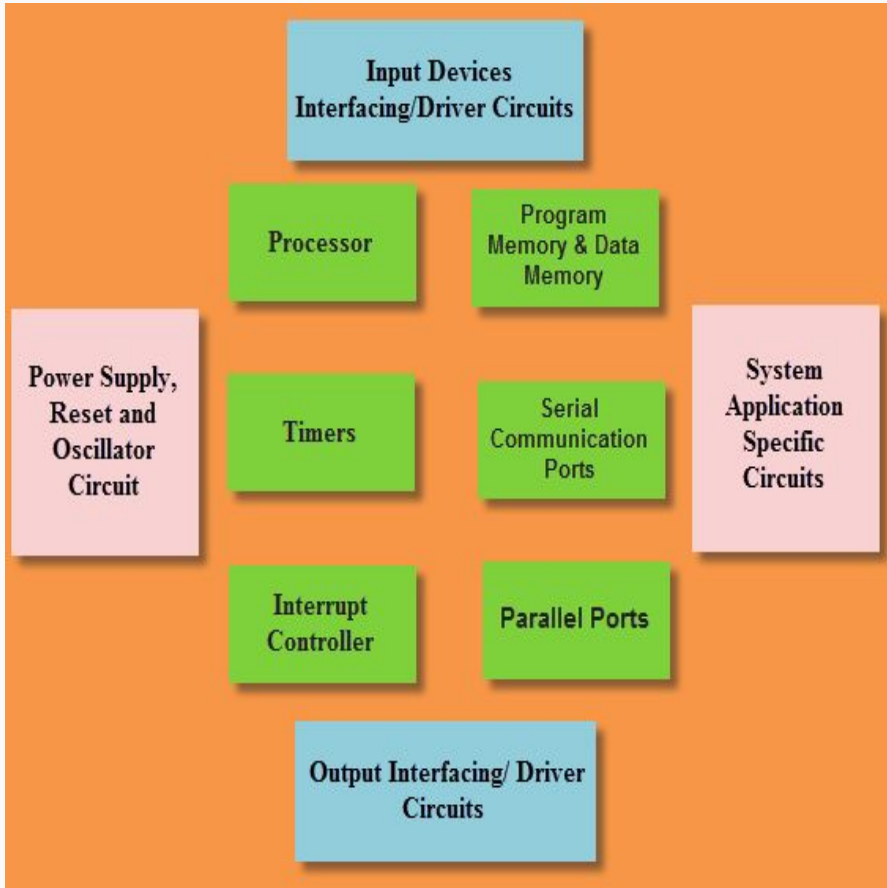 Input Devices
Interfacing/Driver Circuits
Processor
Program
Memory & Data
Memory
Power Supply,
Reset and
Oscillator
Circuit
Timers
Serial
Communication
Ports
System
Application
Specific
Circuits
Interrupt
Controller
Parallel Ports
Output Interfacing/ Driver
Circuits